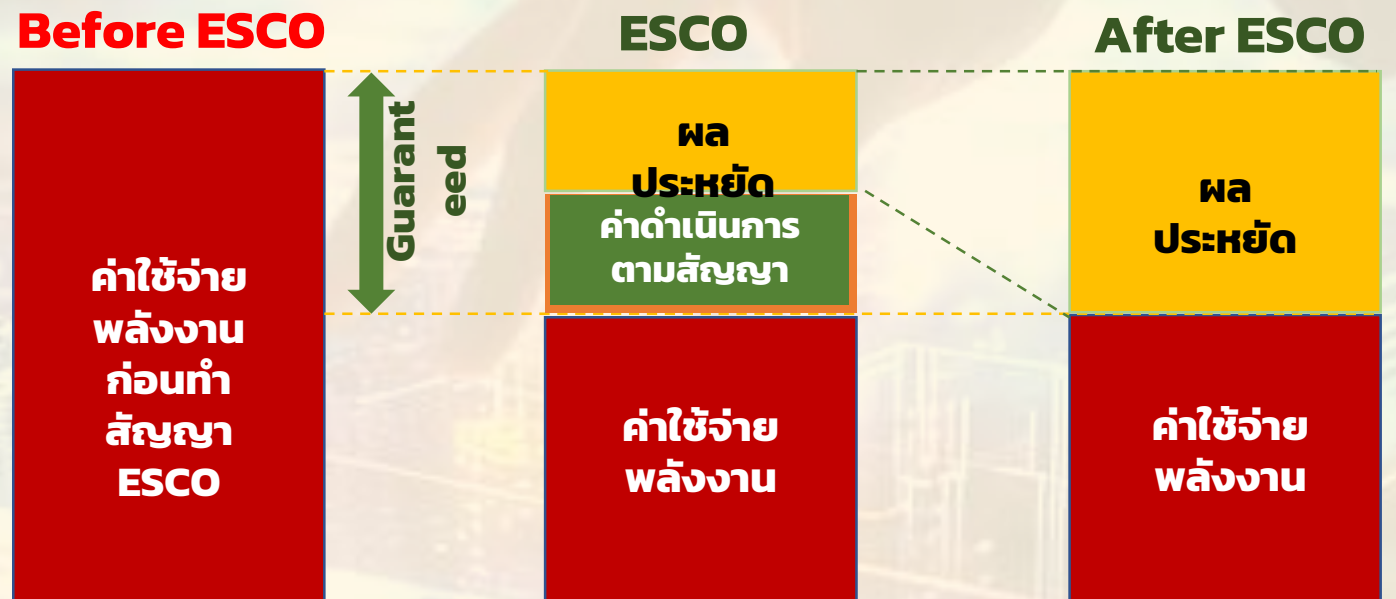 Before ESCO
ESCO
After ESCO
ค่าใช้จ่าย
พลังงาน
ก่อนทำ
สัญญา
ESCO
Guarant
eed
ผล
ประหยัด
ค่าดำเนินการ
ตามสัญญา
ค่าใช้จ่าย
พลังงาน
ผล
ประหยัด
ค่าใช้จ่าย
พลังงาน